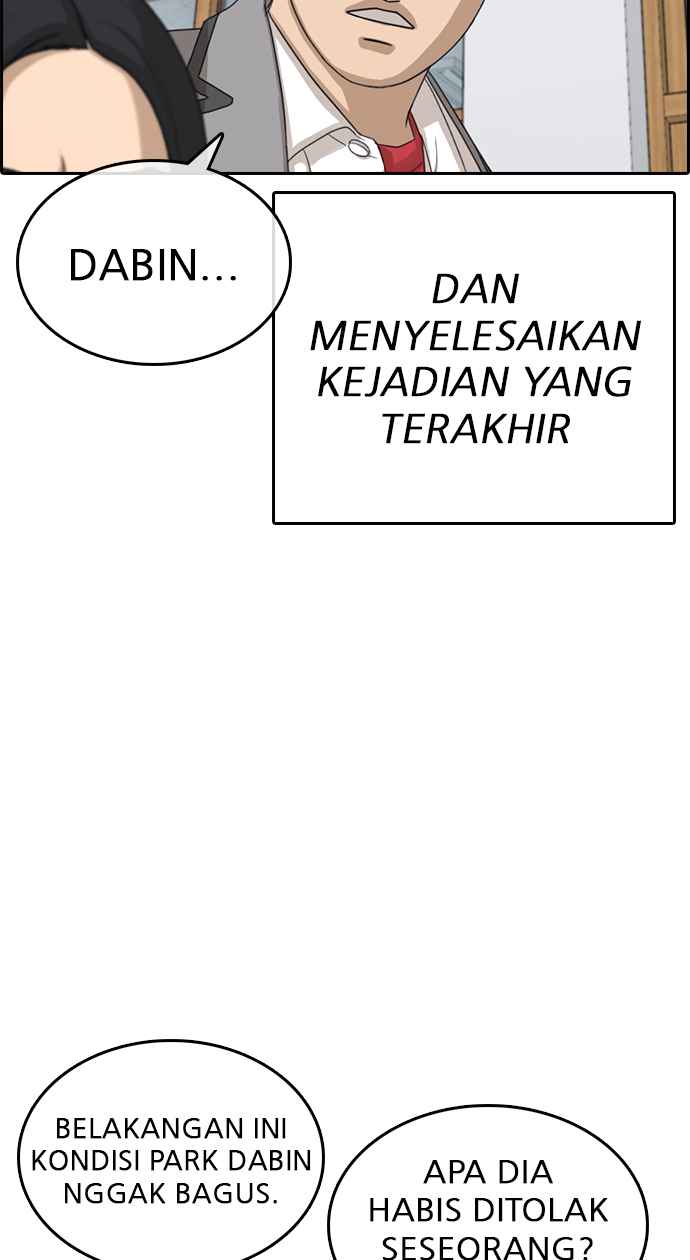 DABIN...
DAN
MENYELESAIKAN
KEJADIAN YANG
TERAKHIR
BELAKANGAN INI
KONDISI PARK DABIN
NGGAK BAGUS.
APA DIA
HABIS DITOLAK
SESEORANG?